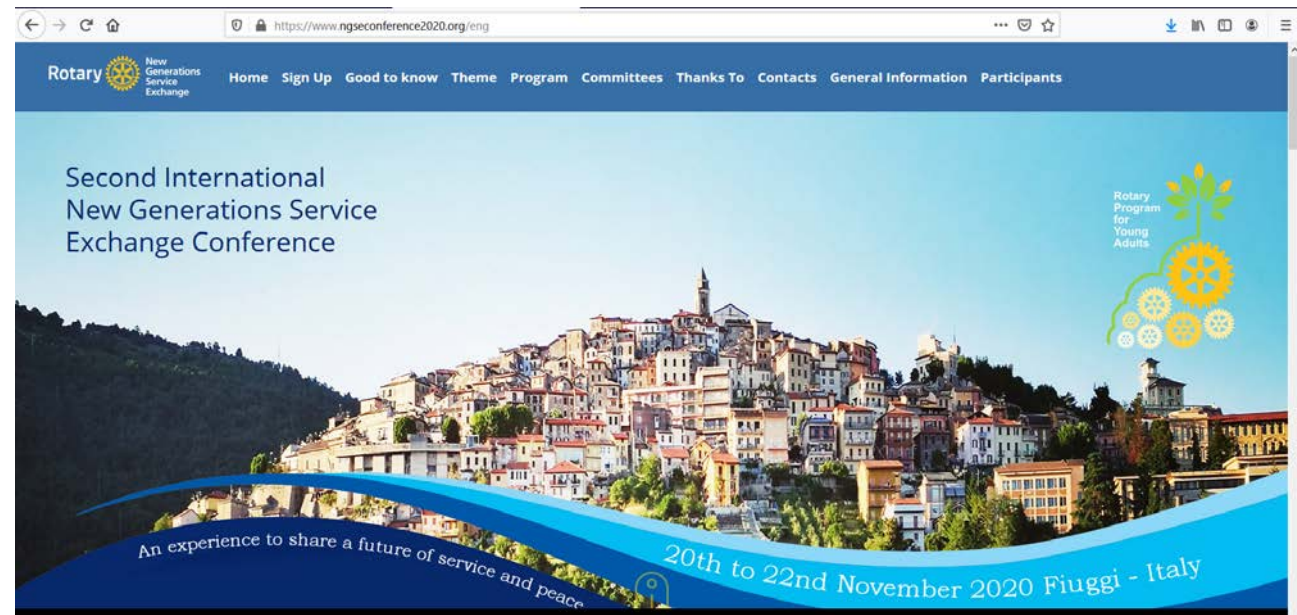 https://www.ngseconference2020.org/eng
Rotary
New
Generations
Service
Exchange
Home Sign Up Good to know Theme Program Committees Thanks To Contacts General Information Participants
Second International
New Generations Service
Exchange Conference
Rotary
Program
for
Young
Adults
An experience to share a future of service and peace
20th to 22nd November 2020 Fiuggi - Italy